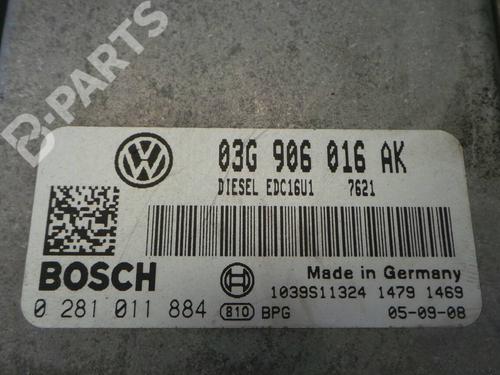 B-PARTS
VW
03G 906 016 AK
DIESEL EDC16U1 7621
BOSCH
Made in Germany
1039S11324 1479 1469
0 281 011 884 810 BPG 05-09-08